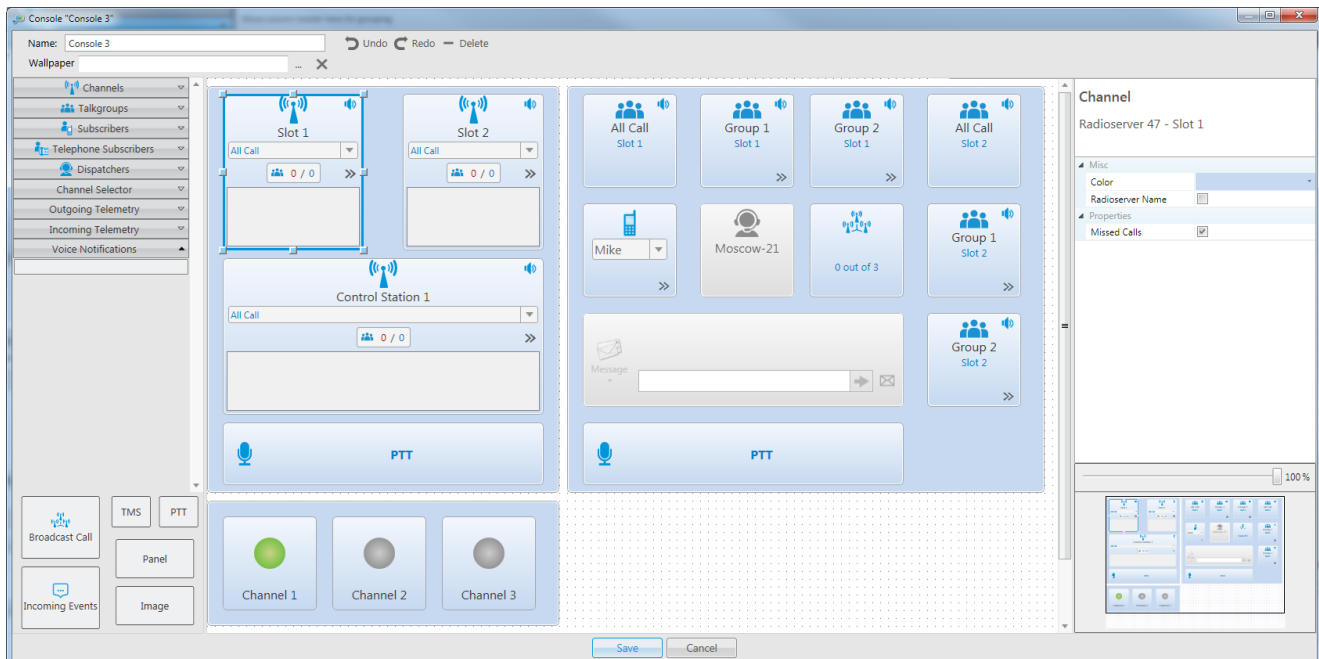 Console "Console 3"
Name: Console 3 Undo Redo Delete
Wallpaper ...
Channels
Talkgroups
Subscribers
Telephone Subscribers
Dispatchers
Channel Selector
Outgoing Telemetry
Incoming Telemetry
Voice Notifications
Broadcast Call
TMS
PTT
Panel
Incoming Events
Image
Slot 1
All Call
0 / 0
Slot 2
All Call
0 / 0
Control Station 1
All Call
0 / 0
PTT
Channel 1
Channel 2
Channel 3
All Call
Slot 1
Group 1
Slot 1
Group 2
Slot 1
All Call
Slot 2
Mike
Moscow-21
0 out of 3
Group 1
Slot 2
Message
Group 2
Slot 2
PTT
Channel
Radioserver 47 - Slot 1
Misc
Color
Radioserver Name
Properties
Missed Calls
100 %
Save
Cancel